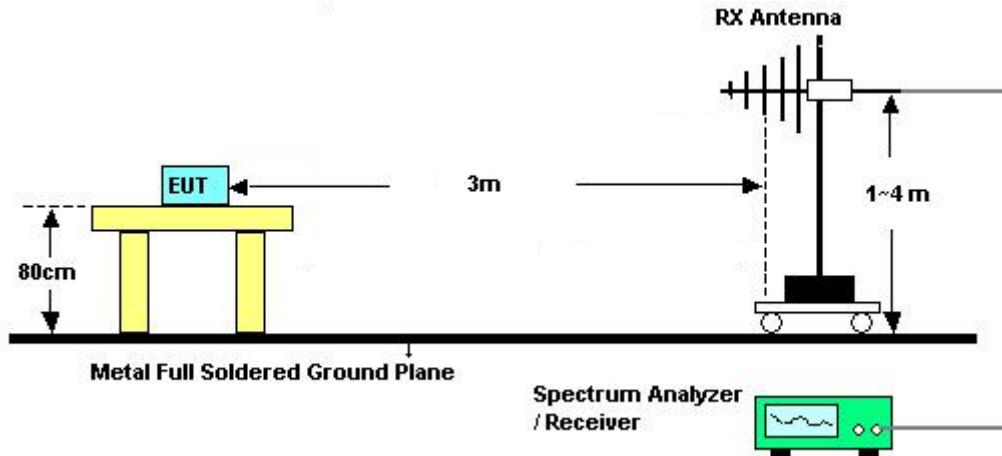 RX Antenna
EUT
3m
1~4 m
80cm
Metal Full Soldered Ground Plane
Spectrum Analyzer
/ Receiver